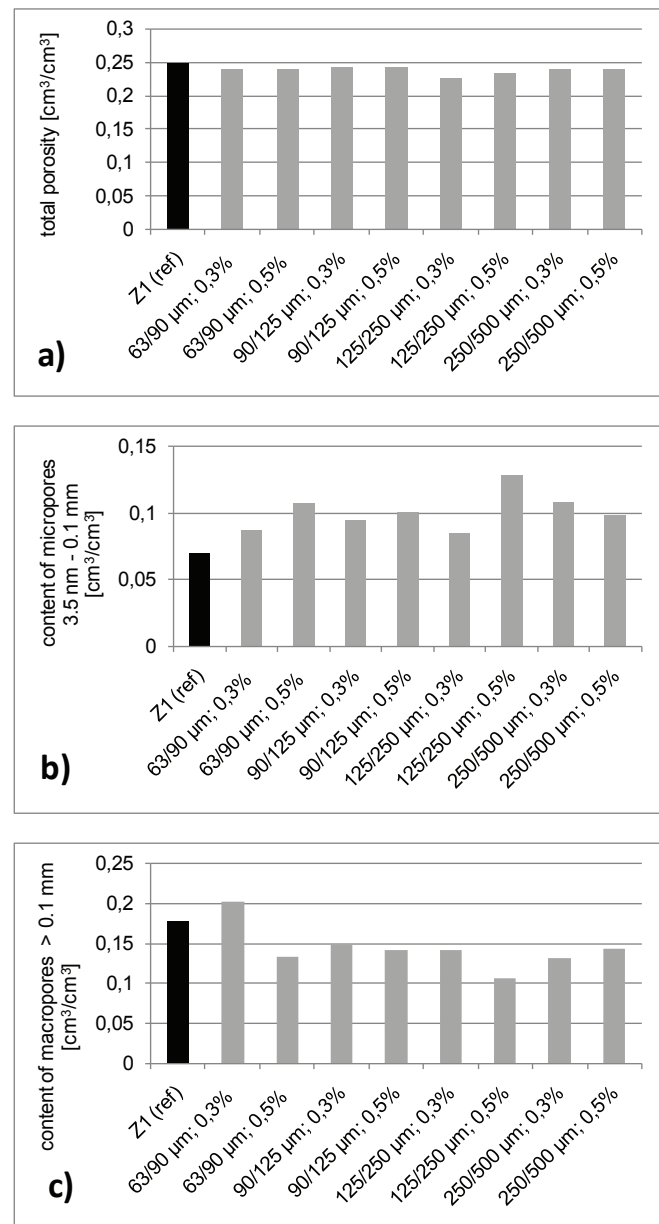 total porosity [cm³/cm³]
0,3
0,25
0,2
0,15
0,1
0,05
0
Z1 (ref)
63/90 µm; 0,3%
63/90 µm; 0,5%
90/125 µm; 0,3%
90/125 µm; 0,5%
125/250 µm; 0,3%
125/250 µm; 0,5%
250/500 µm; 0,3%
250/500 µm; 0,5%
a)
content of micropores
3.5 nm - 0.1 mm
[cm³/cm³]
0,15
0,1
0,05
0
Z1 (ref)
63/90 µm; 0,3%
63/90 µm; 0,5%
90/125 µm; 0,3%
90/125 µm; 0,5%
125/250 µm; 0,3%
125/250 µm; 0,5%
250/500 µm; 0,3%
250/500 µm; 0,5%
b)
content of macropores > 0.1 mm
[cm³/cm³]
0,25
0,2
0,15
0,1
0,05
0
Z1 (ref)
63/90 µm; 0,3%
63/90 µm; 0,5%
90/125 µm; 0,3%
90/125 µm; 0,5%
125/250 µm; 0,3%
125/250 µm; 0,5%
250/500 µm; 0,3%
250/500 µm; 0,5%
c)